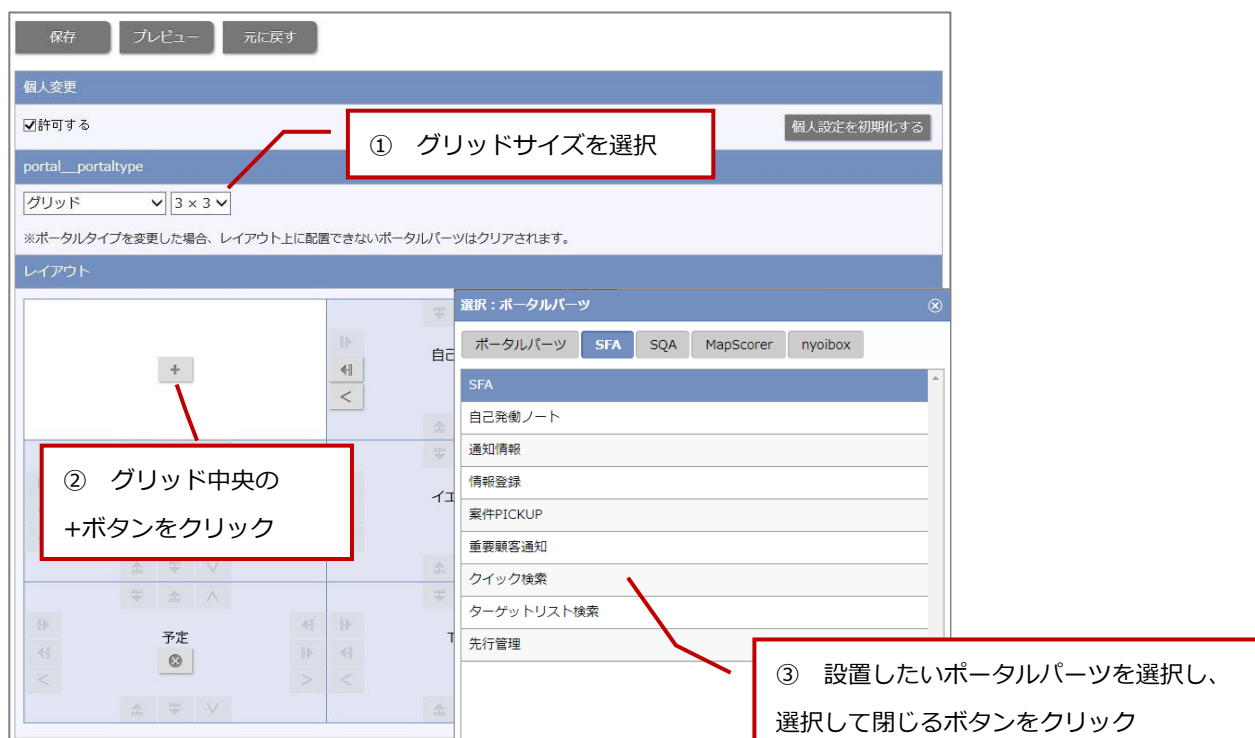 保存 プレビュー 元に戻す
個人変更
許可する
個人設定を初期化する
① グリッドサイズを選択
portal__portaltype
グリッド 3 × 3
※ポータルタイプを変更した場合、レイアウト上に配置できないポータルパーツはクリアされます。
レイアウト
選択：ポータルパーツ
ポータルパーツ SFA SQA MapScorer nyoibox
SFA
自己発働ノート
通知情報
情報登録
案件PICKUP
重要顧客通知
クイック検索
ターゲットリスト検索
先行管理
自己
② グリッド中央の
+ボタンをクリック
イエ
予定
③ 設置したいポータルパーツを選択し、
選択して閉じるボタンをクリック